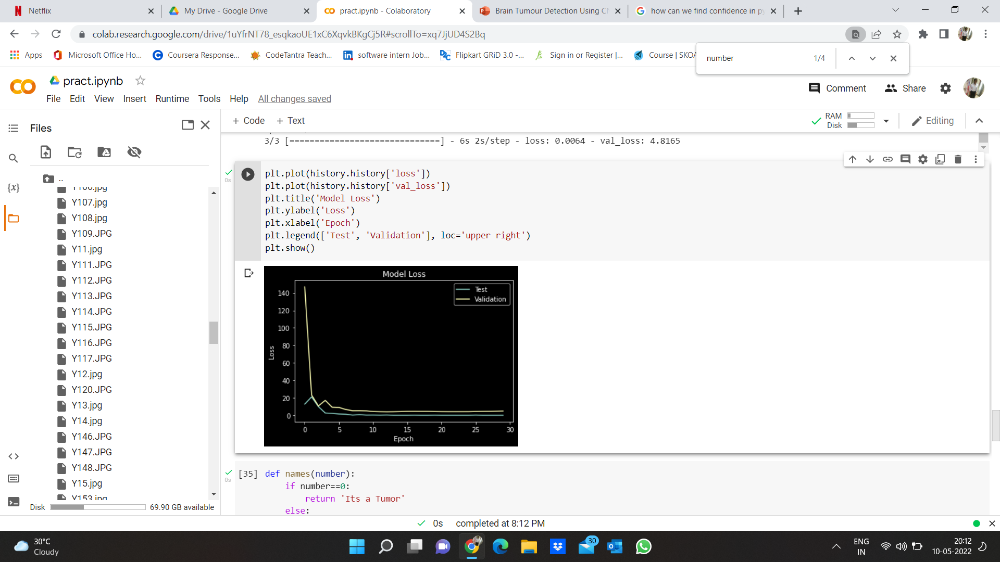 Netflix
My Drive - Google Drive
pract.ipynb - Colaboratory
Brain Tumour Detection Using CN
how can we find confidence in py
colab.research.google.com/drive/1uYfrNT78_esqkaoUE1xC6XqvkBKgCj5R#scrollTo=xq7JjUD4S2Bq
Apps
Microsoft Office Ho...
Coursera Response...
CodeTantra Teach...
software intern Job...
Flipkart GRiD 3.0 -...
Sign in or Register |...
Course | SKOA
number 1/4
pract.ipynb
Comment Share
File Edit View Insert Runtime Tools Help All changes saved
Files
+ Code + Text
RAM
Disk
Editing
3/3 [==============================] - 6s 2s/step - loss: 0.0064 - val_loss: 4.8165
..
Y106.jpg
Y107.jpg
Y108.jpg
Y109.JPG
Y11.jpg
Y111.JPG
Y112.JPG
Y113.JPG
Y114.JPG
Y115.JPG
Y116.JPG
Y117.JPG
Y12.jpg
Y120.JPG
Y13.jpg
Y14.jpg
Y146.JPG
Y147.JPG
Y148.JPG
Y15.jpg
Y153.jpg
Disk 69.90 GB available
{x}
0s
plt.plot(history.history['loss'])
plt.plot(history.history['val_loss'])
plt.title('Model Loss')
plt.ylabel('Loss')
plt.xlabel('Epoch')
plt.legend(['Test', 'Validation'], loc='upper right')
plt.show()
Model Loss
Test
Validation
140
120
100
80
60
40
20
0
Loss
0 5 10 15 20 25 30
Epoch
0s
[35] def names(number):
if number==0:
return 'Its a Tumor'
else:
0s completed at 8:12 PM
30°C
Cloudy
30
ENG
IN
20:12
10-05-2022